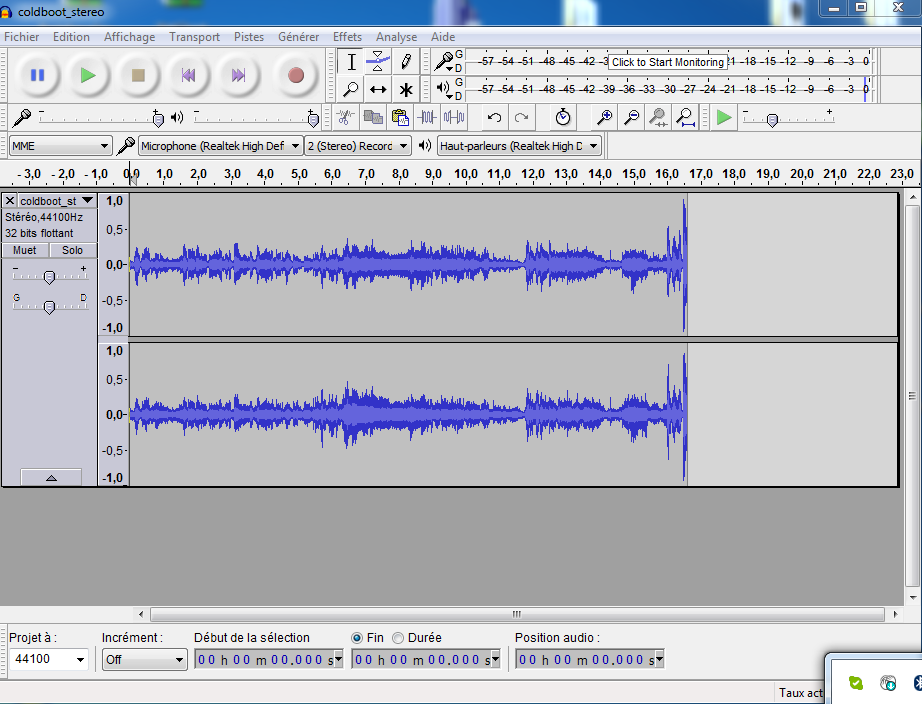 coldboot_stereo
Fichier Edition Affichage Transport Pistes Générer Effets Analyse Aide
G D -57 -54 -51 -48 -45 -42 -3 Click to Start Monitoring 1 -18 -15 -12 -9 -6 -3 0
G D -57 -54 -51 -48 -45 -42 -39 -36 -33 -30 -27 -24 -21 -18 -15 -12 -9 -6 -3 0
MME Microphone (Realtek High Def 2 (Stereo) Record Haut-parleurs (Realtek High D
- 3,0 - 2,0 - 1,0 0,0 1,0 2,0 3,0 4,0 5,0 6,0 7,0 8,0 9,0 10,0 11,0 12,0 13,0 14,0 15,0 16,0 17,0 18,0 19,0 20,0 21,0 22,0 23,0
coldboot_st 1,0
Stéréo,44100Hz
32 bits flottant 0,5
Muet Solo
- + 0,0
G D -0,5
-1,0
1,0
0,5
0,0
-0,5
-1,0
Projet à : Incrément : Début de la sélection Fin Durée Position audio :
44100 Off 00 h 00 m 00.000 s 00 h 00 m 00.000 s 00 h 00 m 00.000 s
Taux act